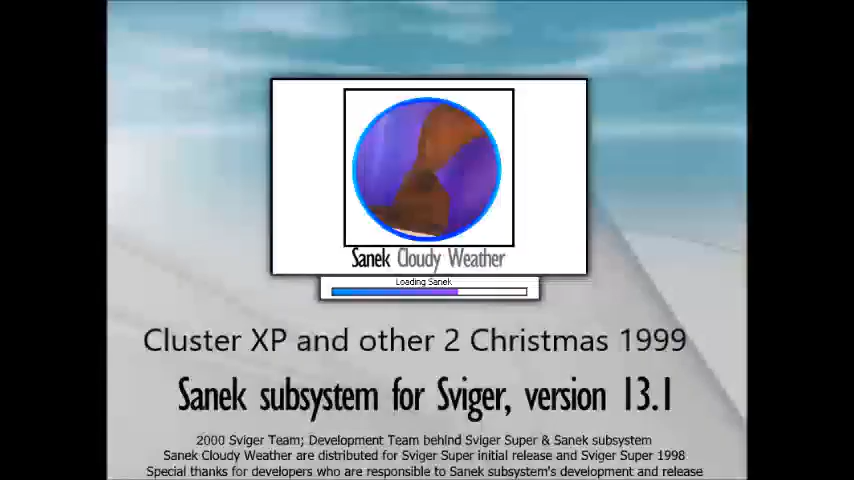 Sanek Cloudy Weather
Loading Sanek
Cluster XP and other 2 Christmas 1999
Sanek subsystem for Sviger, version 13.1
2000 Sviger Team; Development Team behind Sviger Super & Sanek subsystem
Sanek Cloudy Weather are distributed for Sviger Super initial release and Sviger Super 1998
Special thanks for developers who are responsible to Sanek subsystem's development and release